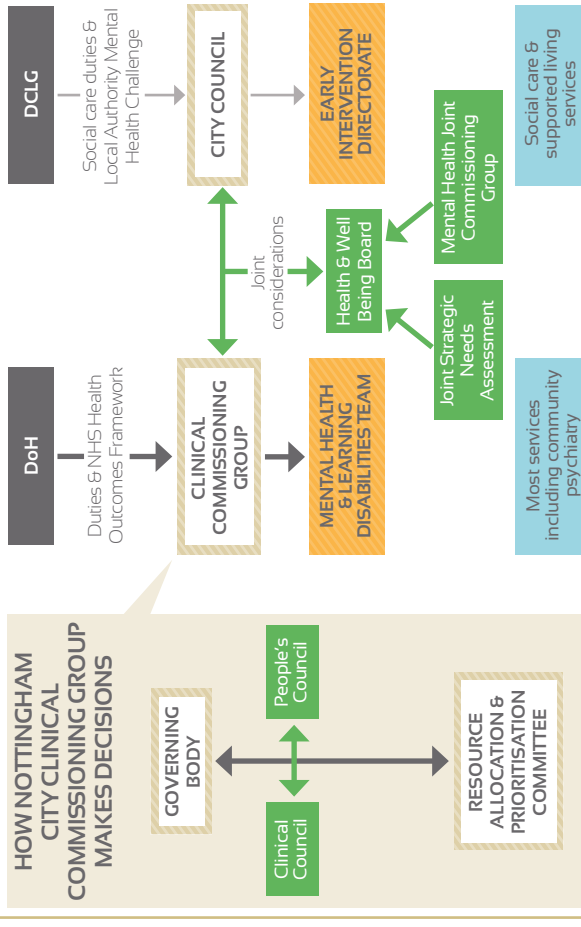 HOW NOTTINGHAM
CITY CLINICAL
COMMISSIONING GROUP
MAKES DECISIONS
GOVERNING
BODY
Clinical
Council
People's
Council
RESOURCE
ALLOCATION &
PRIORITISATION
COMMITTEE
DoH
Duties & NHS Health
Outcomes Framework
CLINICAL
COMMISSIONING
GROUP
MENTAL HEALTH
& LEARNING
DISABILITIES TEAM
Most services
including community
psychiatry
DCLG
Social care duties &
Local Authority Mental
Health Challenge
CITY COUNCIL
EARLY
INTERVENTION
DIRECTORATE
Joint
considerations
Health & Well
Being Board
Joint Strategic
Needs
Assessment
Mental Health Joint
Commissioning
Group
Social care &
supported living
services